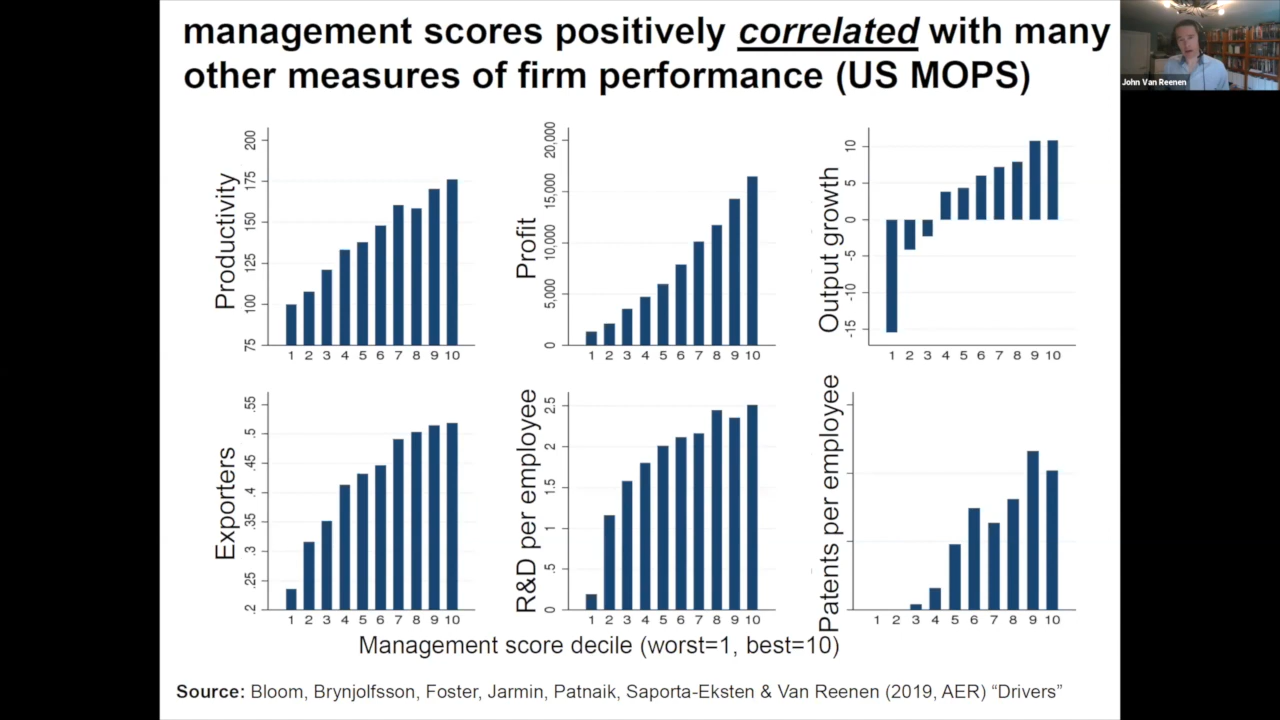 management scores positively correlated with many
other measures of firm performance (US MOPS)
John Van Reenen
Productivity
75 100 125 150 175 200
1 2 3 4 5 6 7 8 9 10
Profit
0 5,000 10,000 15,000 20,000
1 2 3 4 5 6 7 8 9 10
Output growth
-15 -10 -5 0 5 10
1 2 3 4 5 6 7 8 9 10
Exporters
.2 .25 .3 .35 .4 .45 .5 .55
1 2 3 4 5 6 7 8 9 10
R&D per employee
0 .5 1 1.5 2 2.5
1 2 3 4 5 6 7 8 9 10
Patents per employee
1 2 3 4 5 6 7 8 9 10
Management score decile (worst=1, best=10)
Source: Bloom, Brynjolfsson, Foster, Jarmin, Patnaik, Saporta-Eksten & Van Reenen (2019, AER) “Drivers”